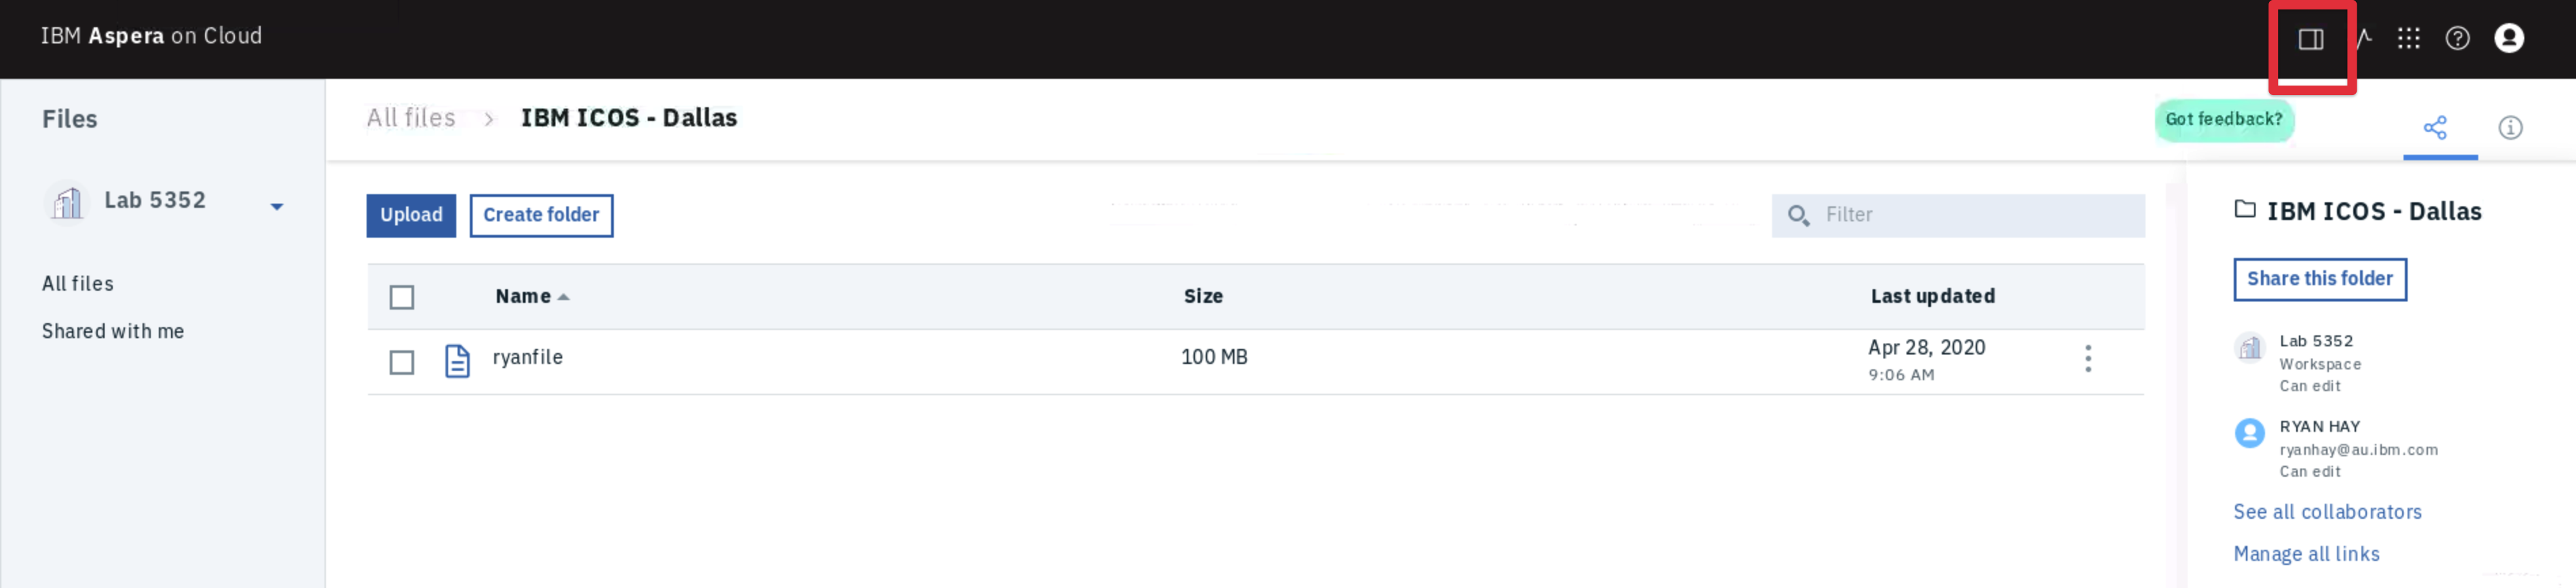 IBM Aspera on Cloud
Files
All files > IBM ICOS - Dallas
Got feedback?
Lab 5352
Upload
Create folder
Filter
IBM ICOS - Dallas
Share this folder
All files
Shared with me
Name
Size
Last updated
ryanfile
100 MB
Apr 28, 2020
9:06 AM
Lab 5352
Workspace
Can edit
RYAN HAY
ryanhay@au.ibm.com
Can edit
See all collaborators
Manage all links